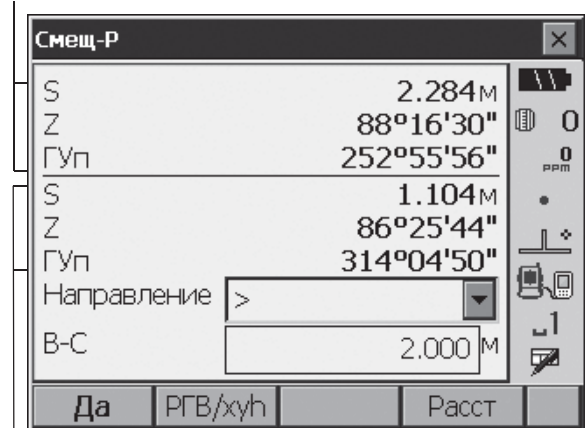 Смещ-Р
S 2.284м
Z 88°16'30"
ГУп 252°55'56"
S 1.104м
Z 86°25'44"
ГУп 314°04'50"
Направление >
В-С 2.000 м
0
0
ppm
1
Да РГВ/xyh Расст